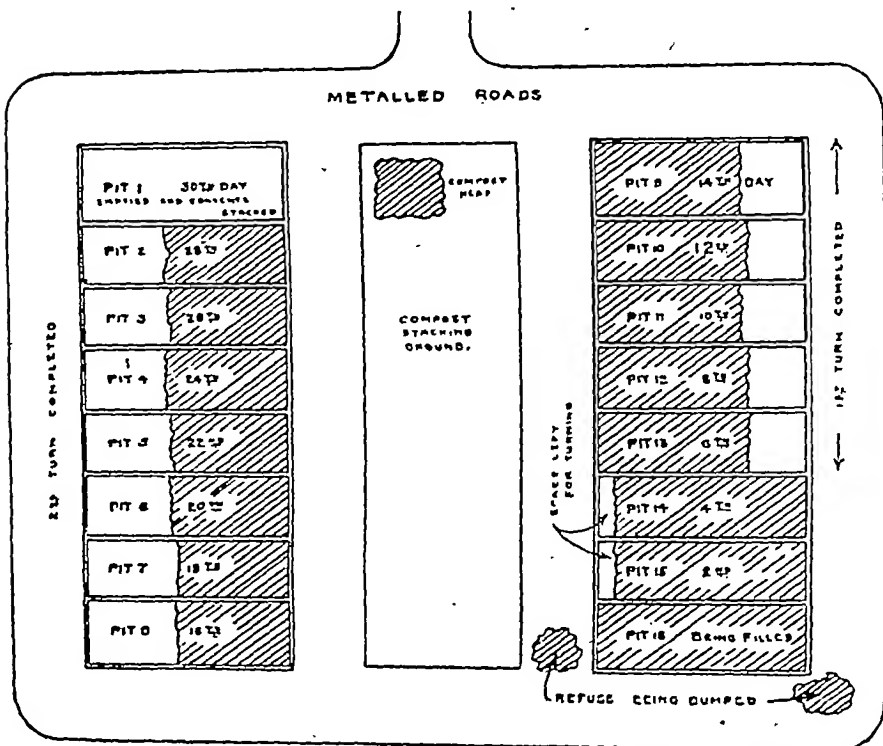 METALLED ROADS
PIT 1 30TH DAY
EMPTIED AND CONTENTS
STACKED
PIT 2 28TH
PIT 3 26TH
PIT 4 24TH
PIT 5 22ND
PIT 6 20TH
PIT 7 18TH
PIT 8 16TH
2ND TURN COMPLETED
COMPOST
HEAP
COMPOST
STACKING
GROUND.
PIT 9 14TH DAY
PIT 10 12TH
PIT 11 10TH
PIT 12 8TH
PIT 13 6TH
PIT 14 4TH
PIT 15 2ND
PIT 16 BEING FILLED
1ST TURN COMPLETED
SPACE LEFT
FOR TURNING
REFUSE BEING DUMPED